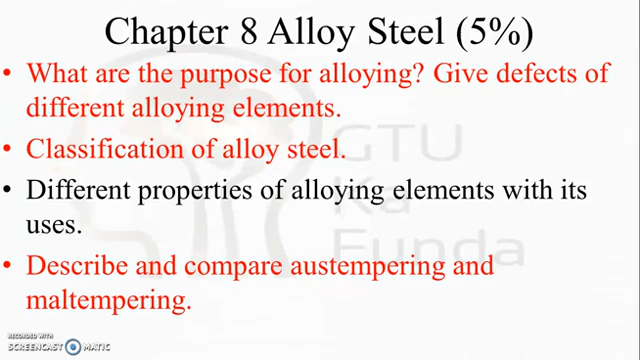 Chapter 8 Alloy Steel (5%)
• What are the purpose for alloying? Give defects of
different alloying elements.
• Classification of alloy steel.
• Different properties of alloying elements with its
uses.
• Describe and compare austempering and
maltempering.
GTU
Ka
Funda
RECORDED WITH
SCREENCAST MATIC